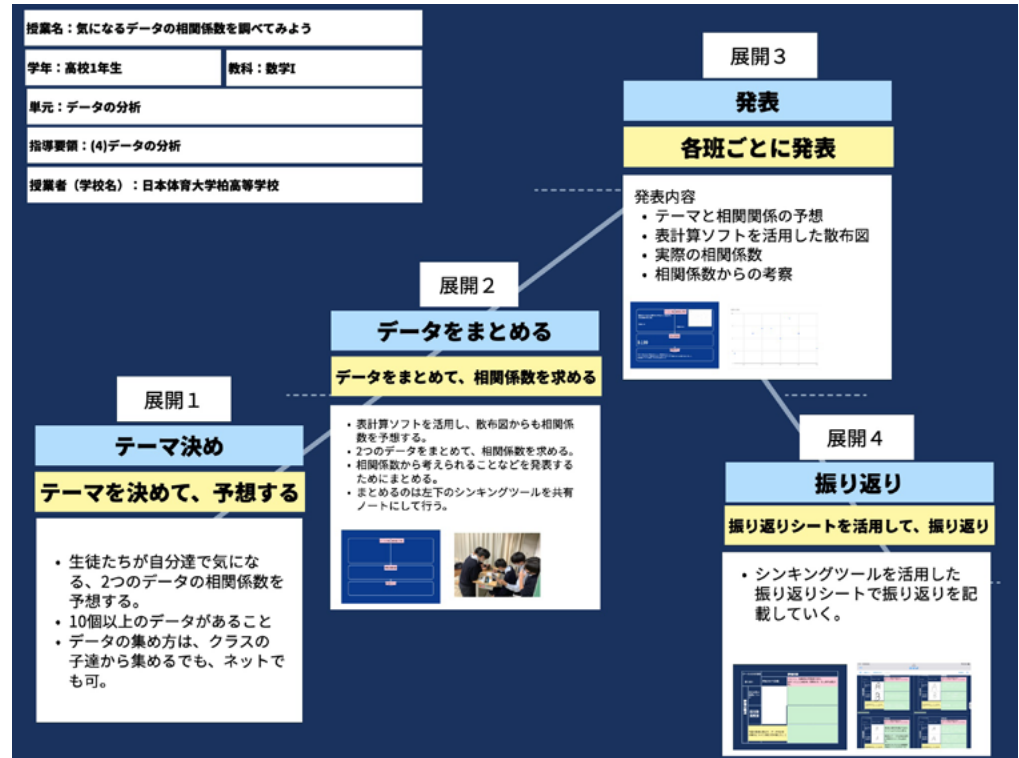 授業名：気になるデータの相関係数を調べてみよう
学年：高校1年生
教科：数学I
単元：データの分析
指導要領：(4)データの分析
授業者（学校名）：日本体育大学柏高等学校
展開１
テーマ決め
テーマを決めて、予想する
• 生徒たちが自分達で気にな
る、2つのデータの相関係数を
予想する。
• 10個以上のデータがあること
• データの集め方は、クラスの
子達から集めるでも、ネットで
も可。
展開２
データをまとめる
データをまとめて、相関係数を求める
• 表計算ソフトを活用し、散布図からも相関係
数を予想する。
• 2つのデータをまとめて、相関係数を求める。
• 相関係数から考えられることなどを発表する
ためにまとめる。
• まとめるのは左下のシンキングツールを共有
ノートにして行う。
展開３
発表
各班ごとに発表
発表内容
• テーマと相関関係の予想
• 表計算ソフトを活用した散布図
• 実際の相関係数
• 相関係数からの考察
展開４
振り返り
振り返りシートを活用して、振り返り
• シンキングツールを活用した
振り返りシートで振り返りを記
載していく。